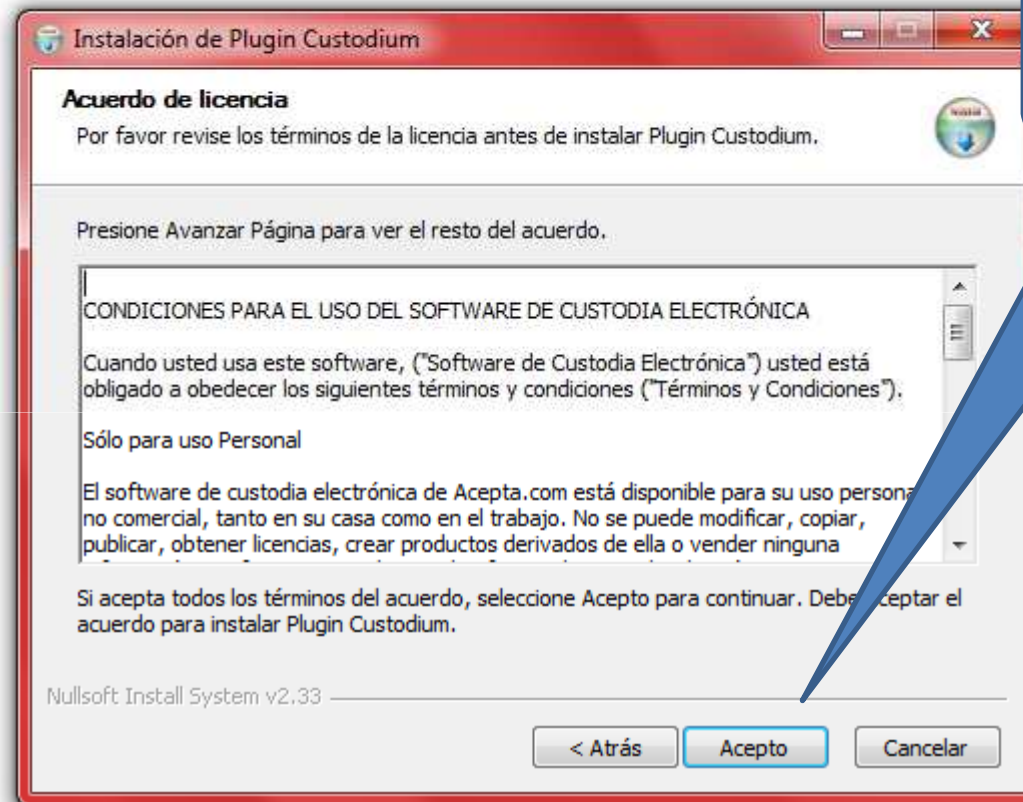 Instalación de Plugin Custodium
Acuerdo de licencia
Por favor revise los términos de la licencia antes de instalar Plugin Custodium.
Presione Avanzar Página para ver el resto del acuerdo.
CONDICIONES PARA EL USO DEL SOFTWARE DE CUSTODIA ELECTRÓNICA
Cuando usted usa este software, ("Software de Custodia Electrónica") usted está
obligado a obedecer los siguientes términos y condiciones ("Términos y Condiciones").
Sólo para uso Personal
El software de custodia electrónica de Acepta.com está disponible para su uso persona
no comercial, tanto en su casa como en el trabajo. No se puede modificar, copiar,
publicar, obtener licencias, crear productos derivados de ella o vender ninguna
Si acepta todos los términos del acuerdo, seleccione Acepto para continuar. Debe ceptar el
acuerdo para instalar Plugin Custodium.
Nullsoft Install System v2.33
< Atrás Acepto Cancelar